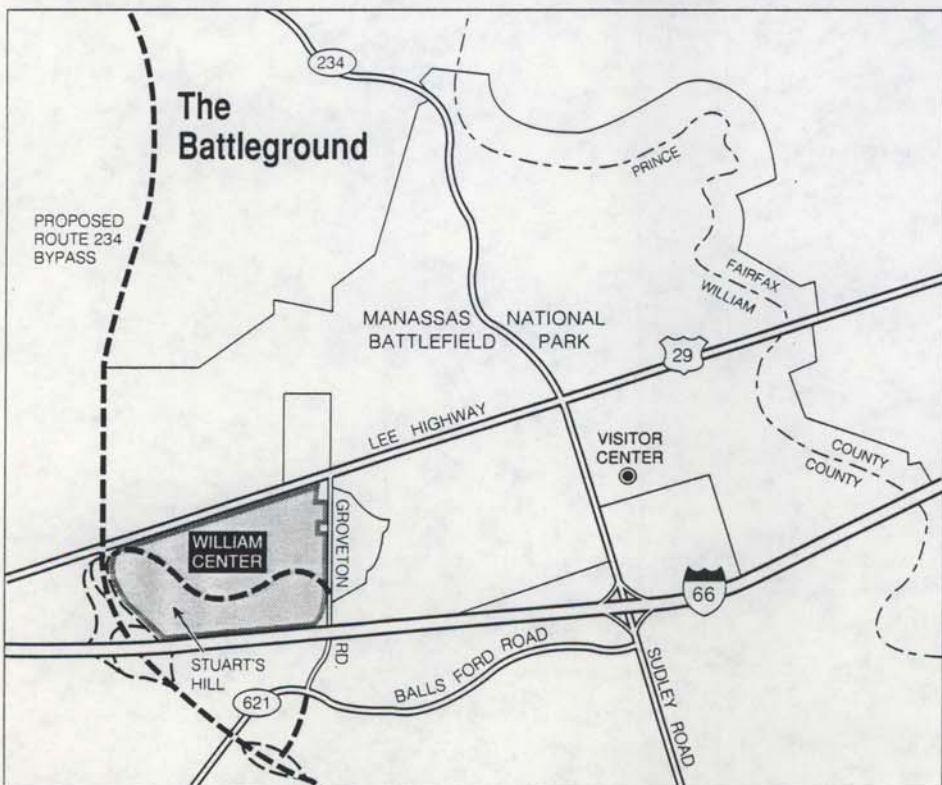 234
The
Battleground
PRINCE
PROPOSED
ROUTE 234
BYPASS
FAIRFAX
WILLIAM
MANASSAS NATIONAL
BATTLEFIELD PARK
29
LEE HIGHWAY
VISITOR
CENTER
COUNTY
COUNTY
GROVETON
WILLIAM
CENTER
66
RD.
STUART'S
HILL
BALLS FORD ROAD
SUDLEY ROAD
621